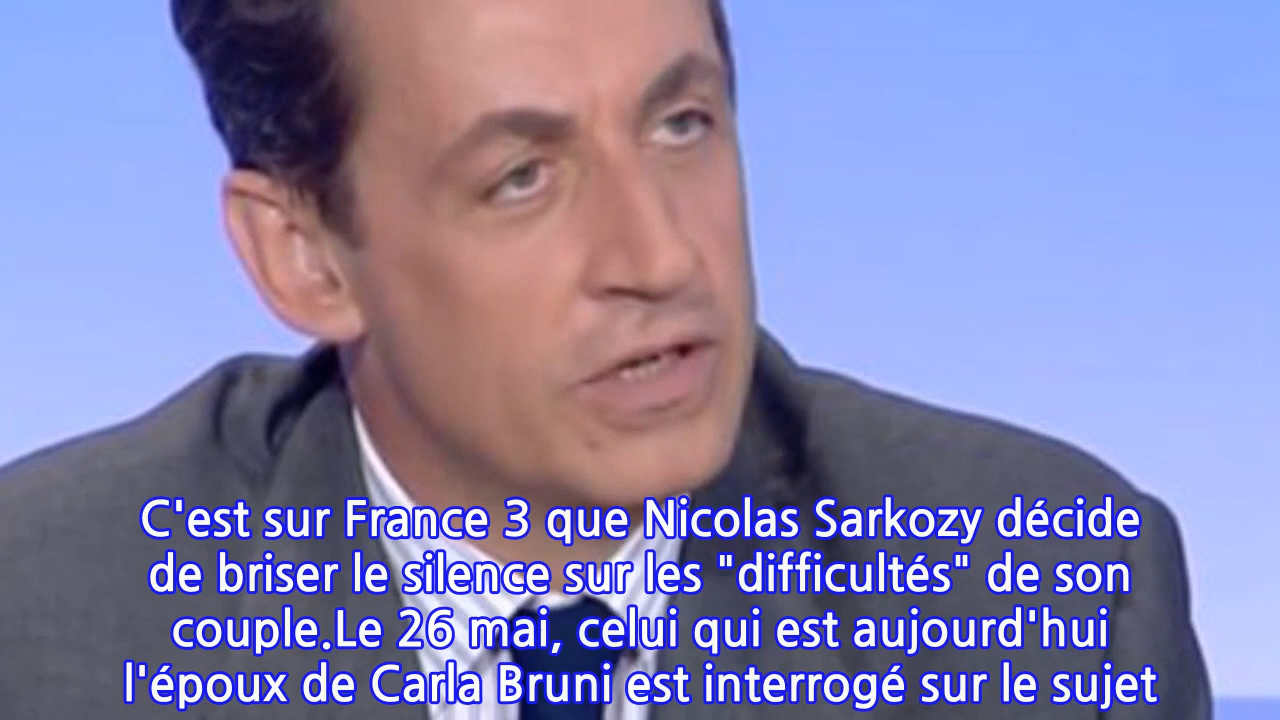 C'est sur France 3 que Nicolas Sarkozy décide
de briser le silence sur les "difficultés" de son
couple.Le 26 mai, celui qui est aujourd'hui
l'époux de Carla Bruni est interrogé sur le sujet